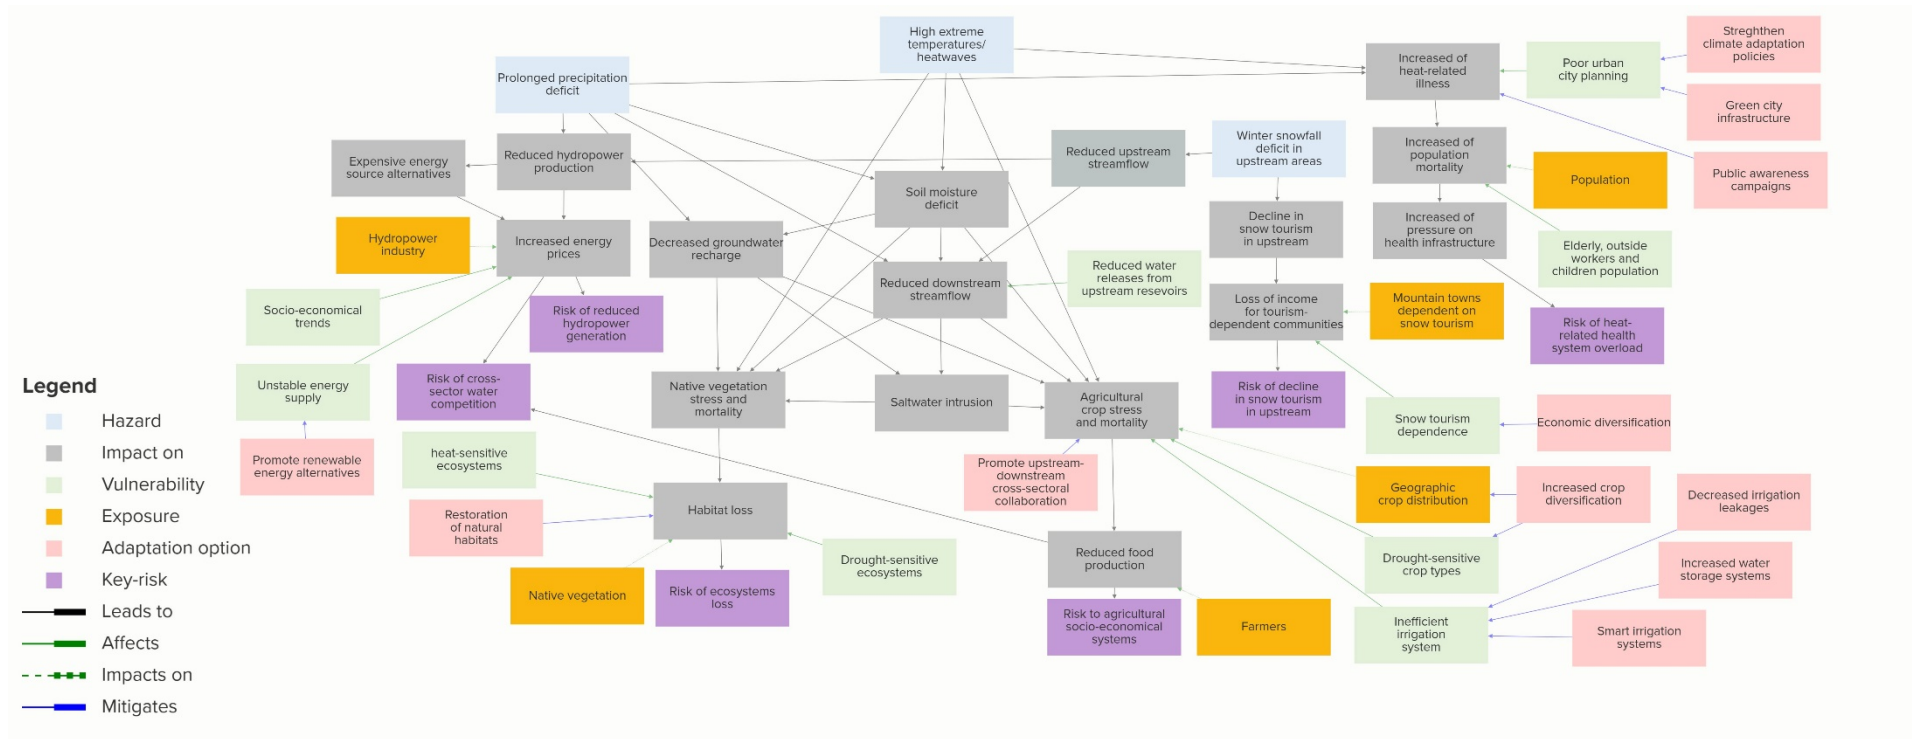 High extreme
temperatures/
heatwaves
Prolonged precipitation
deficit
Increased of
heat-related
illness
Poor urban
city planning
Streghthen
climate adaptation
policies
Green city
infrastructure
Expensive energy
source alternatives
Reduced hydropower
production
Reduced upstream
streamflow
Winter snowfall
deficit in
upstream areas
Increased of
population
mortality
Population
Public awareness
campaigns
Soil moisture
deficit
Decline in
snow tourism
in upstream
Increased of
pressure on
health infrastructure
Elderly, outside
workers and
children population
Hydropower
industry
Increased energy
prices
Decreased groundwater
recharge
Reduced downstream
streamflow
Reduced water
releases from
upstream resevoirs
Socio-economical
trends
Risk of reduced
hydropower
generation
Loss of income
for tourism-
dependent communities
Mountain towns
dependent on
snow tourism
Risk of heat-
related health
system overload
Unstable energy
supply
Risk of cross-
sector water
competition
Native vegetation
stress and
mortality
Saltwater intrusion
Agricultural
crop stress
and mortality
Risk of decline
in snow tourism
in upstream
Snow tourism
dependence
Economic diversification
Promote renewable
energy alternatives
heat-sensitive
ecosystems
Promote upstream-
downstream
cross-sectoral
collaboration
Geographic
crop distribution
Increased crop
diversification
Decreased irrigation
leakages
Restoration
of natural
habitats
Habitat loss
Drought-sensitive
ecosystems
Reduced food
production
Drought-sensitive
crop types
Increased water
storage systems
Native vegetation
Risk of ecosystems
loss
Risk to agricultural
socio-economical
systems
Farmers
Inefficient
irrigation
system
Smart irrigation
systems
Legend
Hazard
Impact on
Vulnerability
Exposure
Adaptation option
Key-risk
Leads to
Affects
Impacts on
Mitigates